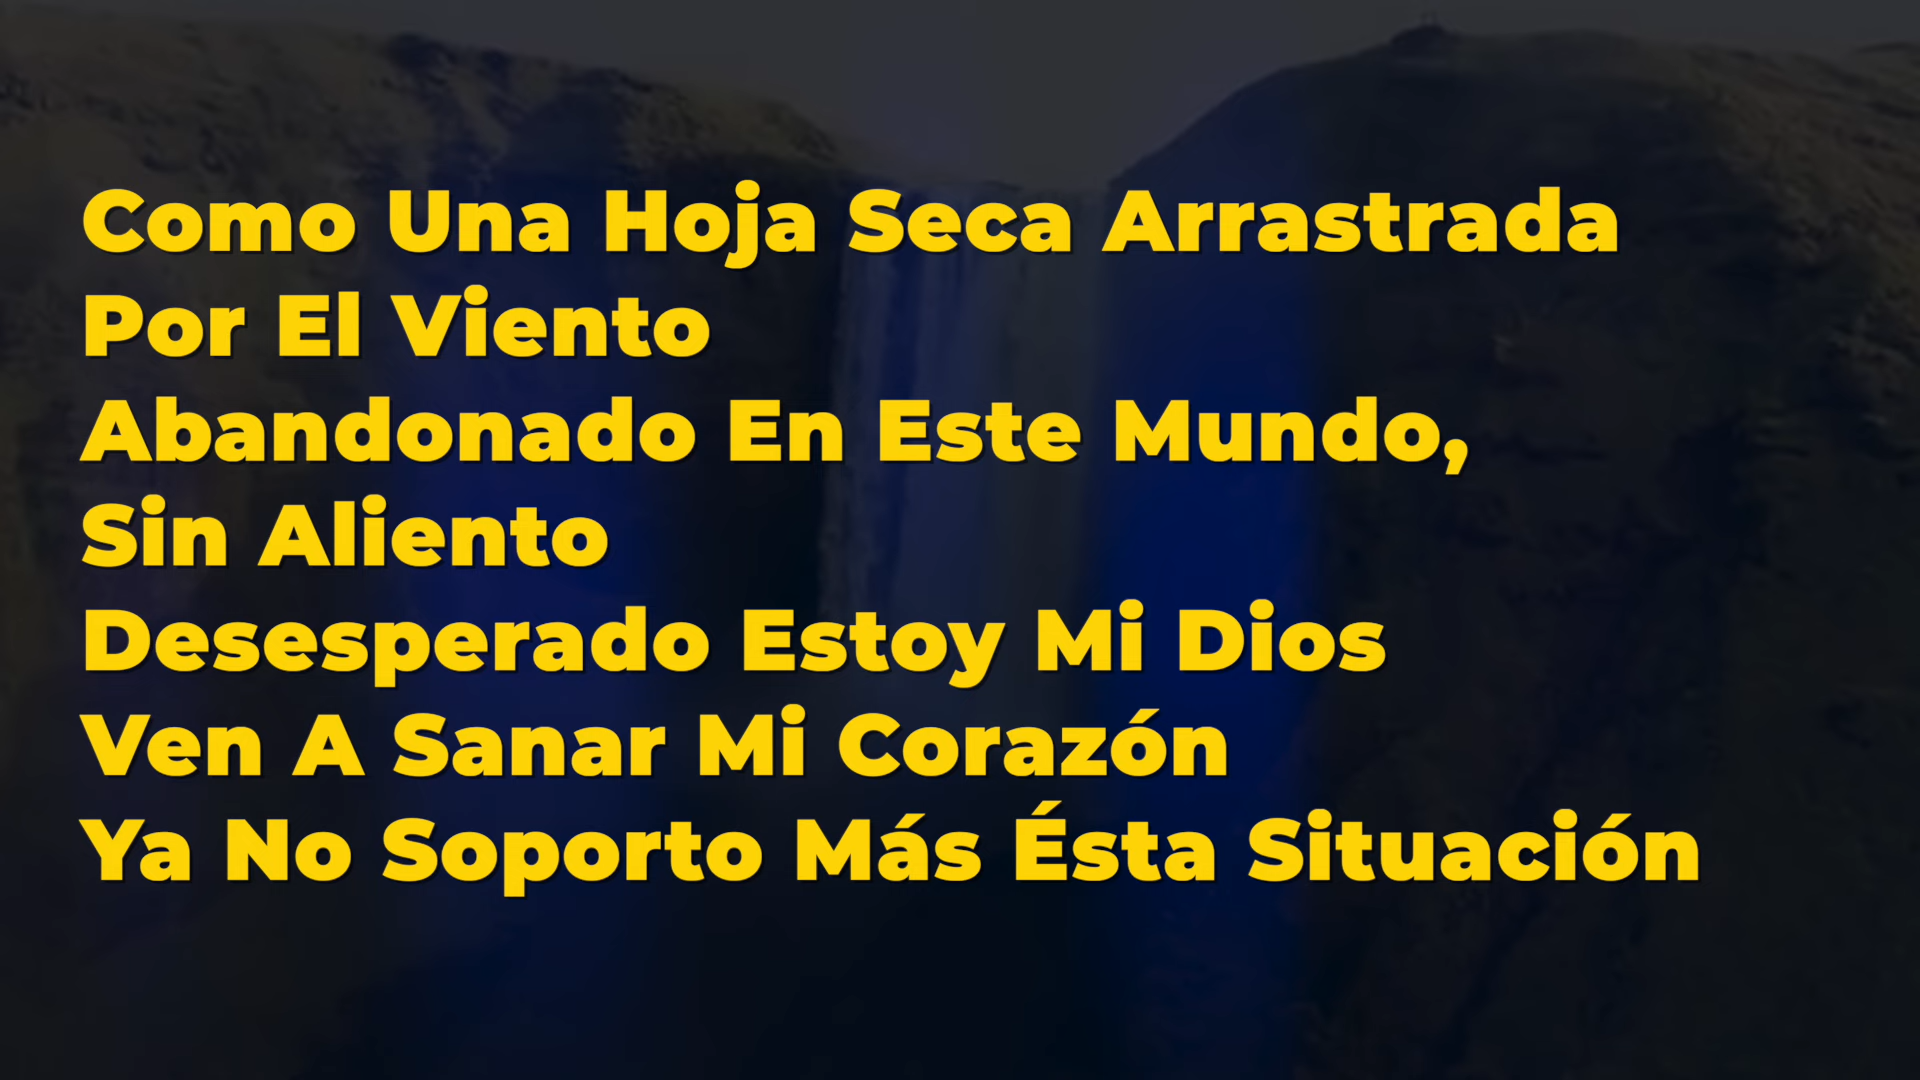 Como Una Hoja Seca Arrastrada
Por El Viento
Abandonado En Este Mundo,
Sin Aliento
Desesperado Estoy Mi Dios
Ven A Sanar Mi Corazón
Ya No Soporto Más Ésta Situación